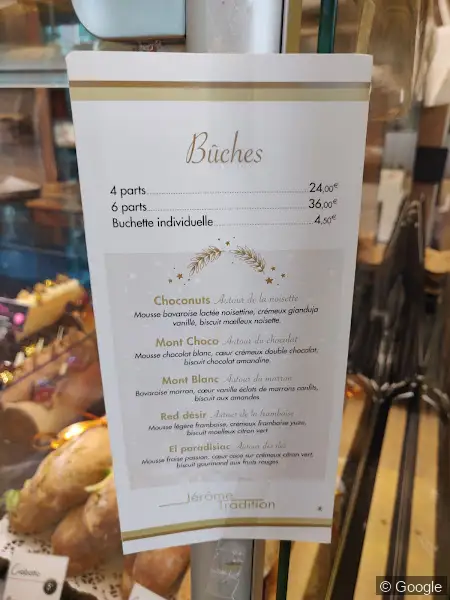 Bûches
4 parts 24,00€
6 parts 36,00€
Buchette individuelle 4,50€
Choconuts Autour de la noisette
Mousse bavaroise lactée noisettine, crémeux gianduja
vanillé, biscuit mœlleux noisette.
Mont Choco Autour du chocolat
Mousse chocolat blanc, cœur crémeux double chocolat,
biscuit chocolat amandine.
Mont Blanc Autour du marron
Bavaroise marron, cœur vanille éclats de marrons confits,
biscuit aux amandes.
Red désir Autour de la framboise
Mousse légère framboise, crémeux framboise yuzu,
biscuit moelleux citron vert
El paradisiac Autour du
Mousse fraise passion, cœur coco sur crémeux citron vert,
biscuit gourmand aux fruits rouges
Jérôme
Tradition
© Google